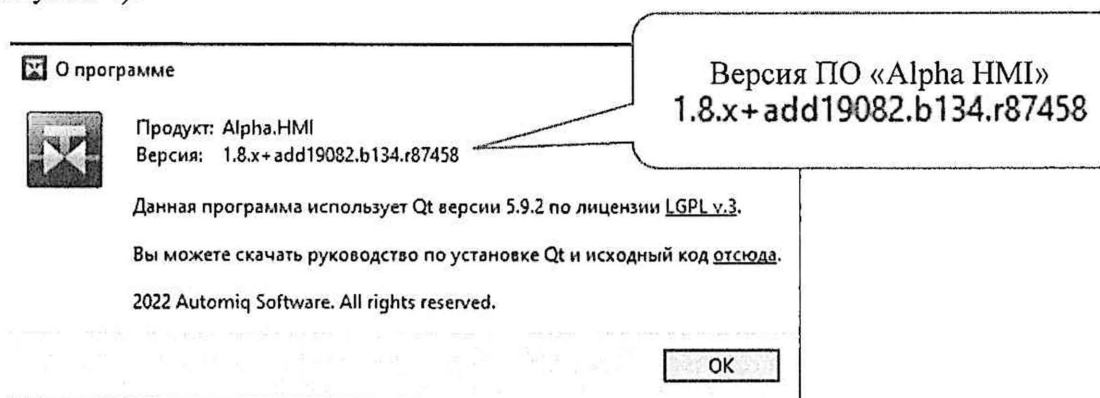 О программе
Версия ПО «Alpha HMI»
1.8.x+add19082.b134.r87458
Продукт: Alpha.HMI
Версия: 1.8.x+add19082.b134.r87458
Данная программа использует Qt версии 5.9.2 по лицензии LGPL v.3.
Вы можете скачать руководство по установке Qt и исходный код отсюда.
2022 Automiq Software. All rights reserved.
OK